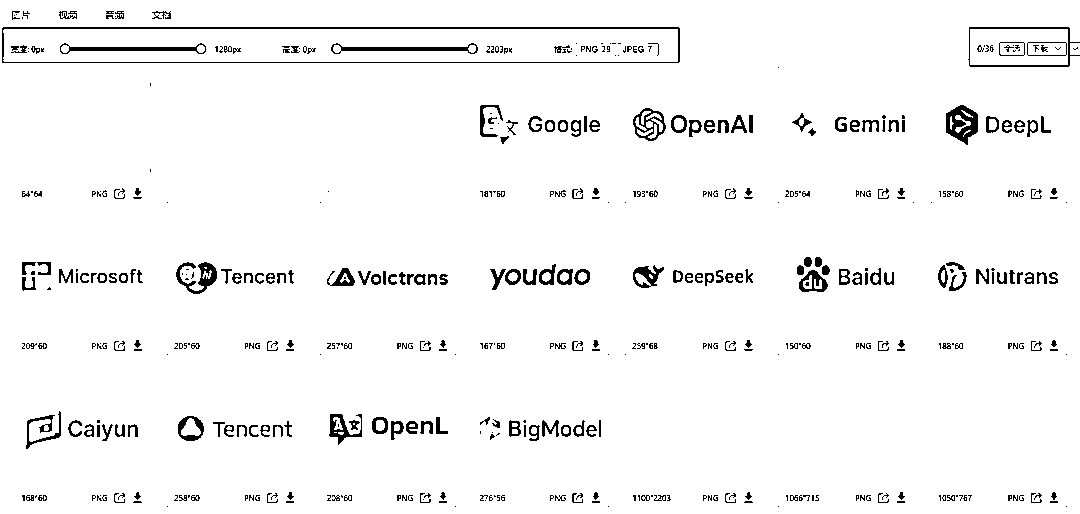 图片 视频 音频 文档
宽度: 0px 1280px 高度: 0px 2203px 格式: PNG 29 JPEG 7 0/36 全选 下载
Google OpenAI Gemini DeepL
64*64 PNG 181*60 PNG 193*60 PNG 205*64 PNG 158*60 PNG
Microsoft Tencent Volctrans youdao DeepSeek Baidu Niutrans
209*60 PNG 205*60 PNG 257*60 PNG 167*60 PNG 259*68 PNG 150*60 PNG 188*60 PNG
Caiyun Tencent OpenL BigModel
168*60 PNG 258*60 PNG 208*60 PNG 276*56 PNG 1100*2203 PNG 1066*715 PNG 1050*767 PNG